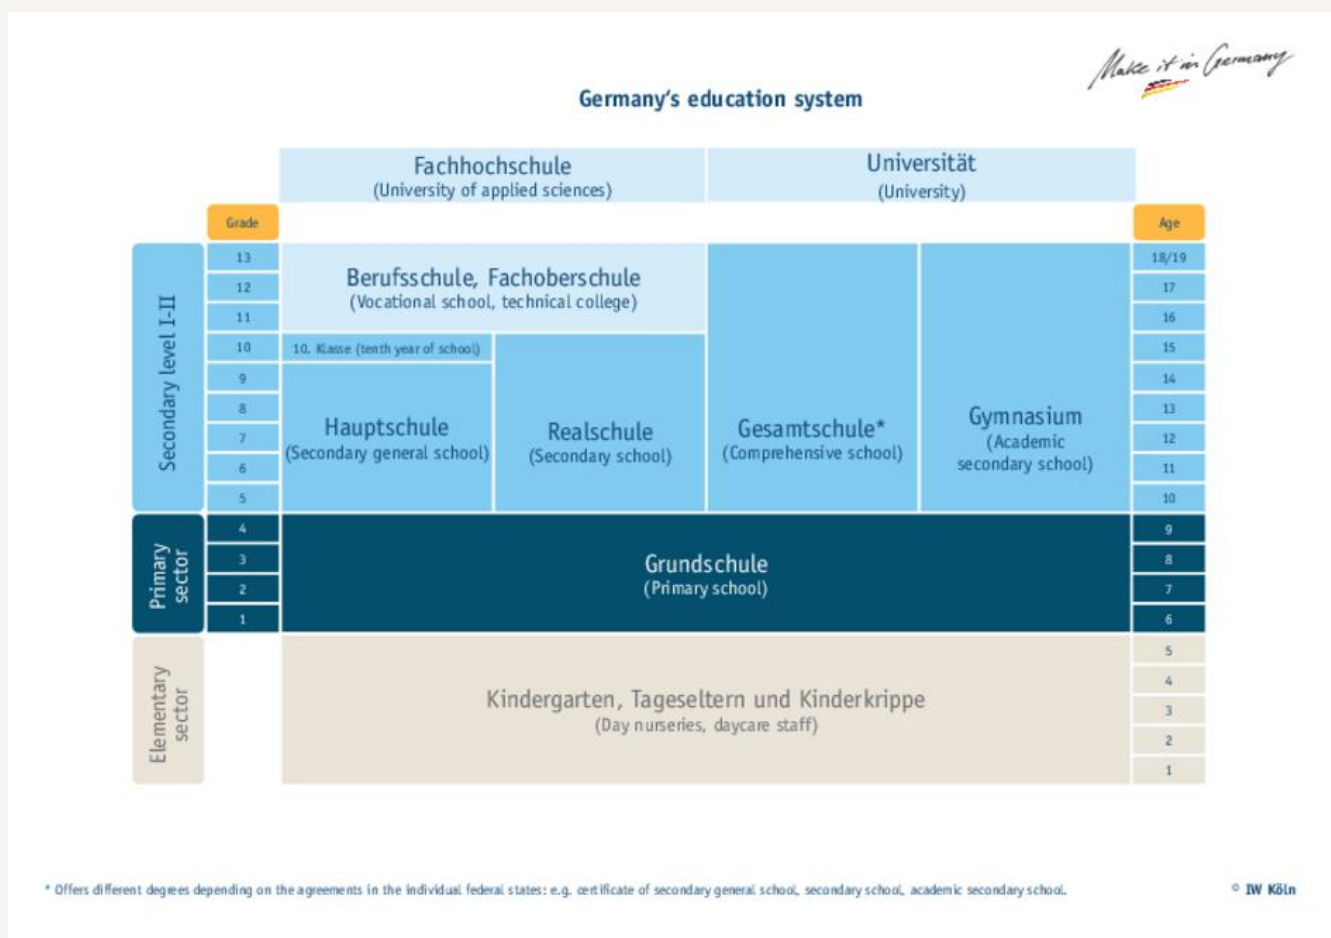 Make it in Germany
Germany's education system
Fachhochschule
(University of applied sciences)
Universität
(University)
Grade
Age
Secondary level I-II
13
12
11
10
9
8
7
6
5
Berufsschule, Fachoberschule
(Vocational school, technical college)
10. Klasse (tenth year of school)
Hauptschule
(Secondary general school)
Realschule
(Secondary school)
Gesamtschule*
(Comprehensive school)
Gymnasium
(Academic
secondary school)
18/19
17
16
15
14
13
12
11
10
Primary
sector
4
3
2
1
Grundschule
(Primary school)
9
8
7
6
Elementary
sector
Kindergarten, Tageseltern und Kinderkrippe
(Day nurseries, daycare staff)
5
4
3
2
1
* Offers different degrees depending on the agreements in the individual federal states: e.g. certificate of secondary general school, secondary school, academic secondary school.
© IW Köln